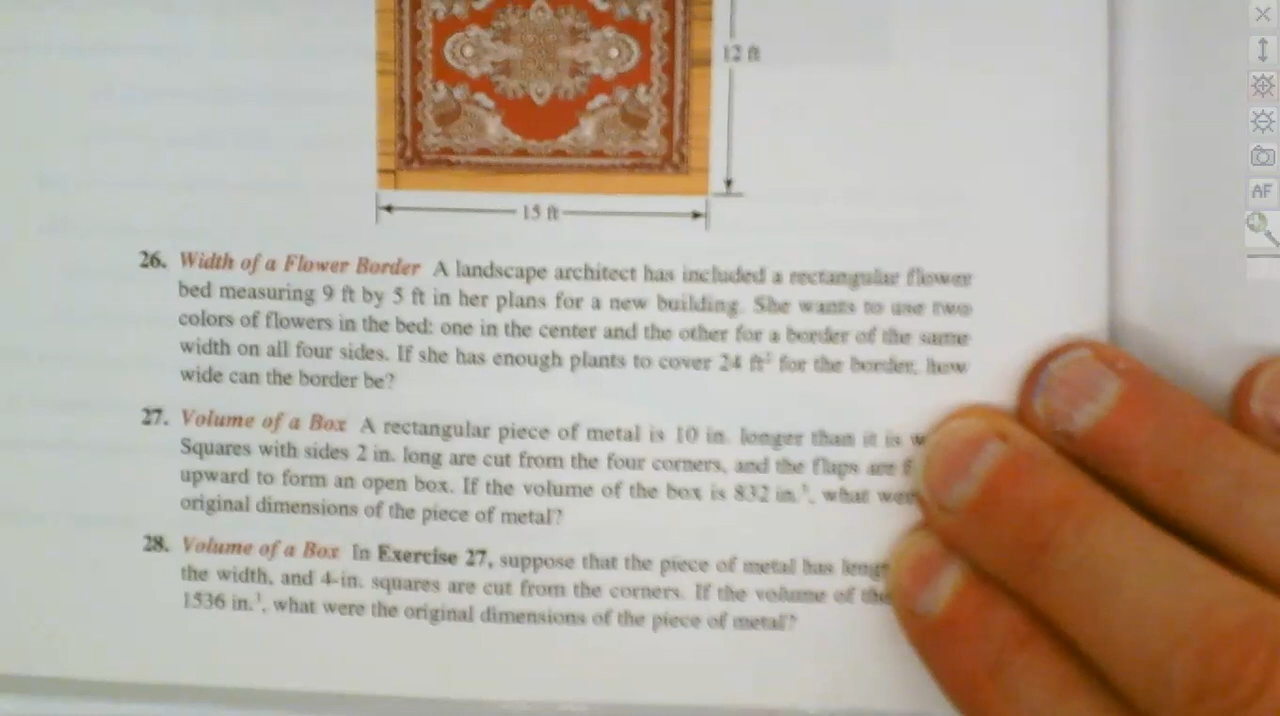 12 ft
15 ft
26. Width of a Flower Border A landscape architect has included a rectangular flower
bed measuring 9 ft by 5 ft in her plans for a new building. She wants to use two
colors of flowers in the bed: one in the center and the other for a border of the same
width on all four sides. If she has enough plants to cover 24 ft² for the border, how
wide can the border be?
27. Volume of a Box A rectangular piece of metal is 10 in. longer than it is
Squares with sides 2 in. long are cut from the four corners, and the flaps are
upward to form an open box. If the volume of the box is 832 in.³, what
original dimensions of the piece of metal?
28. Volume of a Box In Exercise 27, suppose that the piece of metal has
the width, and 4-in. squares are cut from the corners. If the volume of the
1536 in.³, what were the original dimensions of the piece of metal?
AF